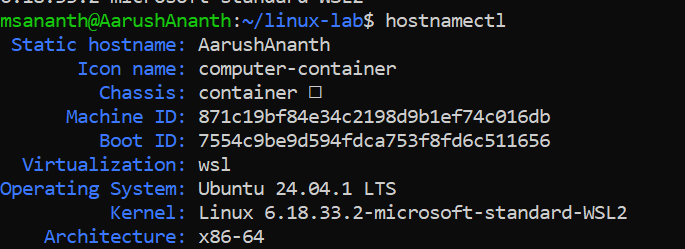 msananth@AarushAnanth:~/linux-lab$ hostnamectl
Static hostname: AarushAnanth
Icon name: computer-container
Chassis: container □
Machine ID: 871c19bf84e34c2198d9b1ef74c016db
Boot ID: 7554c9be9d594fdca753f8fd6c511656
Virtualization: wsl
Operating System: Ubuntu 24.04.1 LTS
Kernel: Linux 6.18.33.2-microsoft-standard-WSL2
Architecture: x86-64